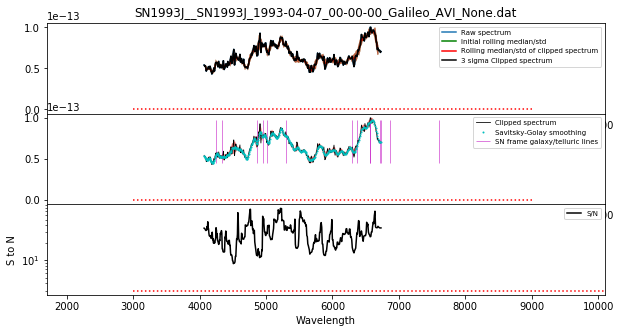 SN1993J__SN1993J_1993-04-07_00-00-00_Galileo_AVI_None.dat
1e−13
1.0
0.5
0.0
Raw spectrum
Initial rolling median/std
Rolling median/std of clipped spectrum
3 sigma Clipped spectrum
1e−13
1.0
0.5
0.0
Clipped spectrum
Savitsky-Golay smoothing
SN frame galaxy/telluric lines
S to N
10¹
S/N
2000 3000 4000 5000 6000 7000 8000 9000 10000
Wavelength